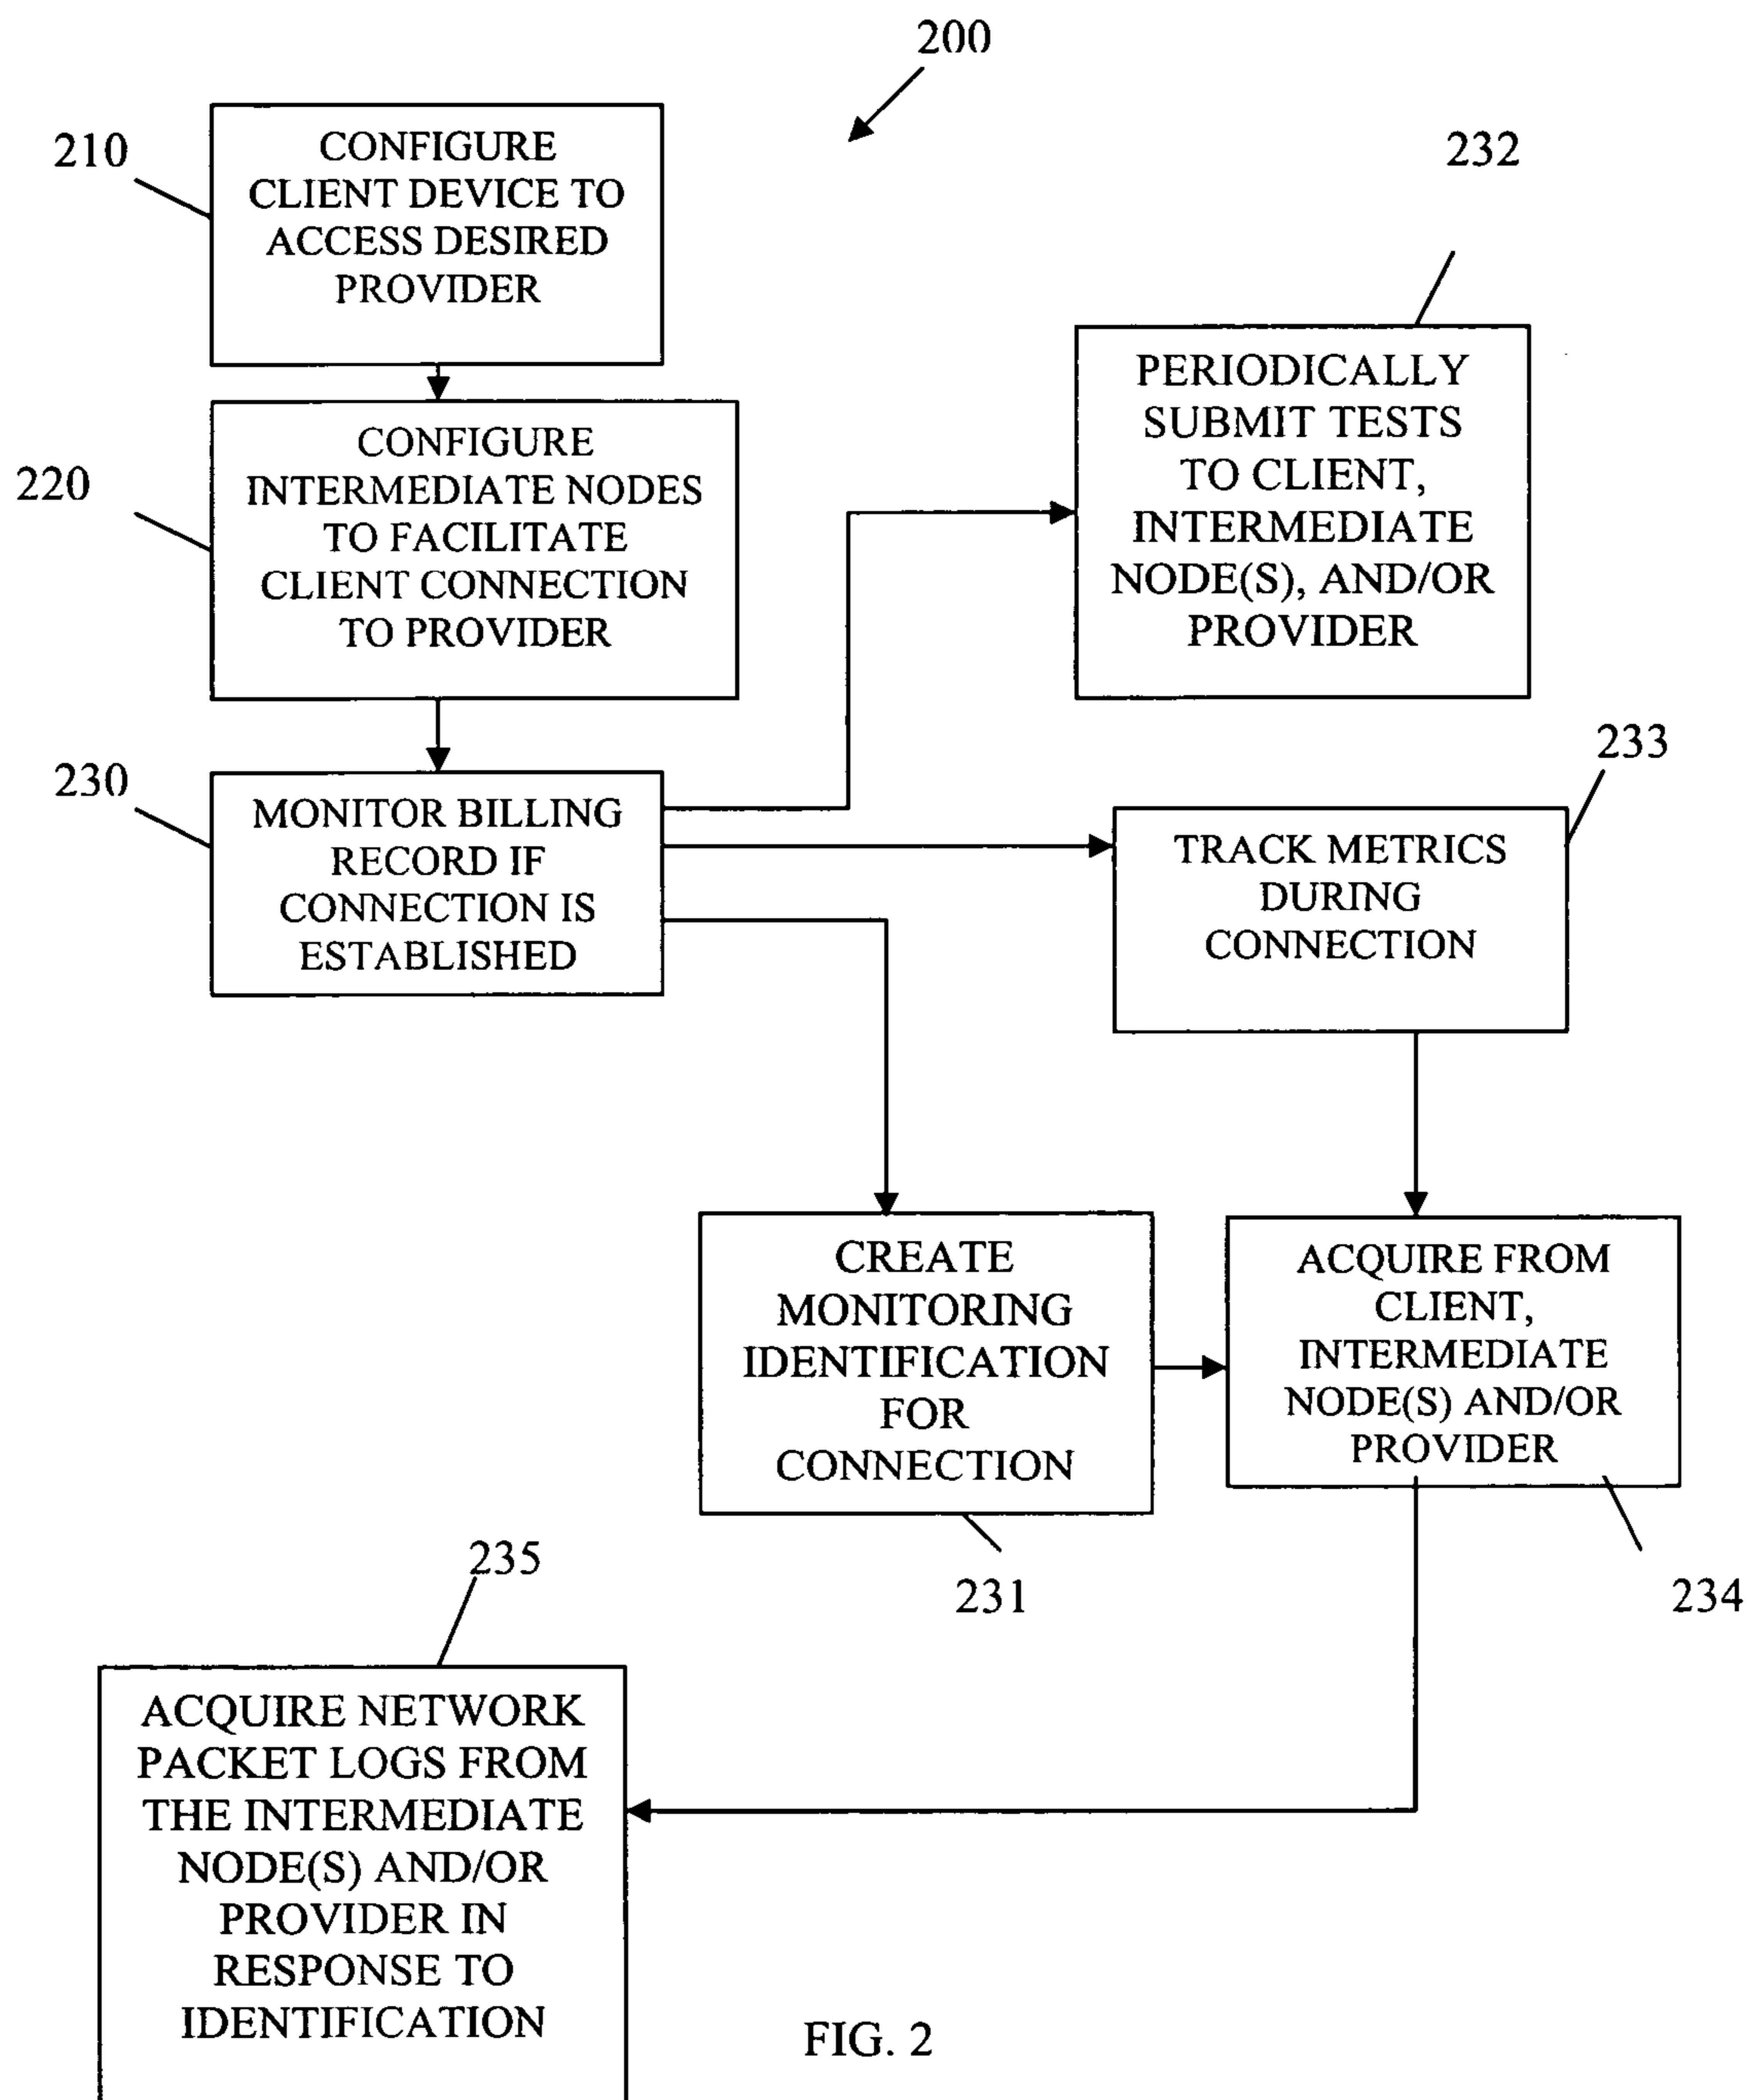 200
210
CONFIGURE
CLIENT DEVICE TO
ACCESS DESIRED
PROVIDER
232
220
CONFIGURE
INTERMEDIATE NODES
TO FACILITATE
CLIENT CONNECTION
TO PROVIDER
PERIODICALLY
SUBMIT TESTS
TO CLIENT,
INTERMEDIATE
NODE(S), AND/OR
PROVIDER
230
MONITOR BILLING
RECORD IF
CONNECTION IS
ESTABLISHED
233
TRACK METRICS
DURING
CONNECTION
CREATE
MONITORING
IDENTIFICATION
FOR
CONNECTION
231
ACQUIRE FROM
CLIENT,
INTERMEDIATE
NODE(S) AND/OR
PROVIDER
234
235
ACQUIRE NETWORK
PACKET LOGS FROM
THE INTERMEDIATE
NODE(S) AND/OR
PROVIDER IN
RESPONSE TO
IDENTIFICATION
FIG. 2